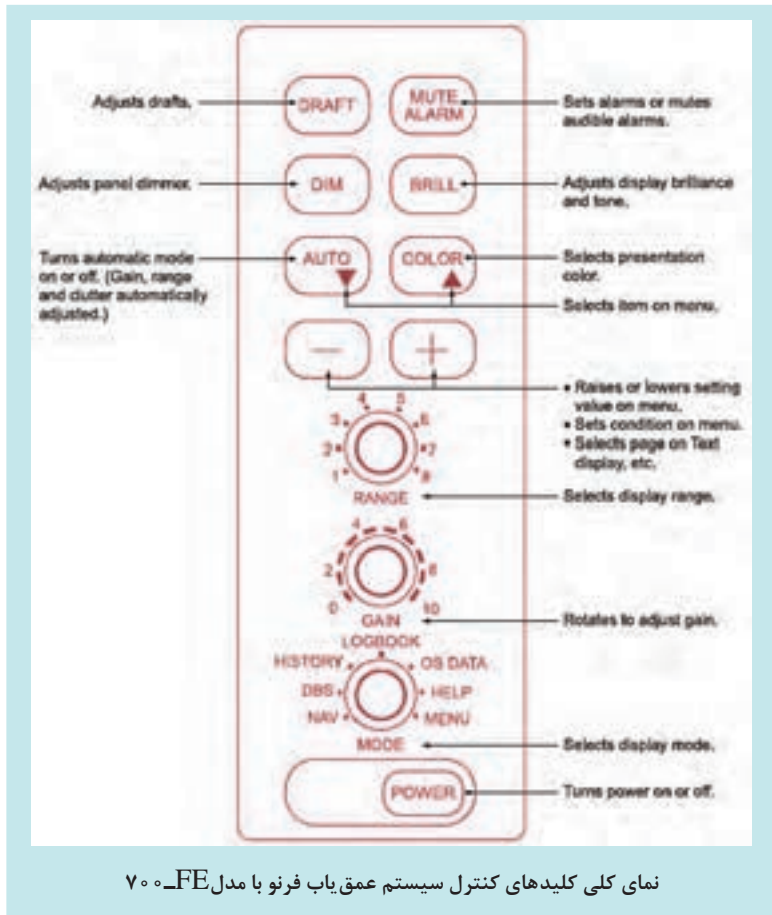 Adjusts drafts.
DRAFT
MUTE
ALARM
Sets alarms or mutes
audible alarms.
Adjusts panel dimmer.
DIM
BRILL
Adjusts display brilliance
and tone.
Turns automatic mode
on or off. (Gain, range
and clutter automatically
adjusted.)
AUTO
COLOR
Selects presentation
color.
Selects item on menu.
−
+
• Raises or lowers setting
value on menu.
• Sets condition on menu.
• Selects page on Text
display, etc.
1 2 3 4 5 6 7 8
RANGE
Selects display range.
0 2 4 6 8 10
GAIN
Rotates to adjust gain.
LOGBOOK
HISTORY
OS DATA
DBS
HELP
NAV
MENU
MODE
Selects display mode.
POWER
Turns power on or off.
نمای کلی کلیدهای کنترل سیستم عمق‌یاب فرنو با مدل FE_۷۰۰